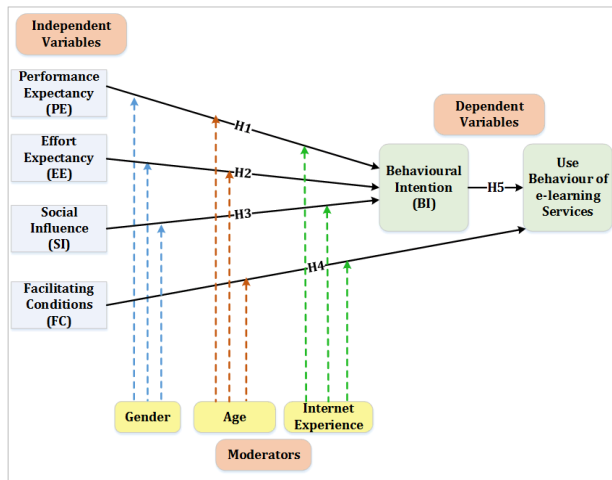 Independent
Variables
Performance
Expectancy
(PE)
Effort
Expectancy
(EE)
Social
Influence
(SI)
Facilitating
Conditions
(FC)
H1
H2
H3
H4
Dependent
Variables
Behavioural
Intention
(BI)
H5
Use
Behaviour of
e-learning
Services
Gender
Age
Internet
Experience
Moderators